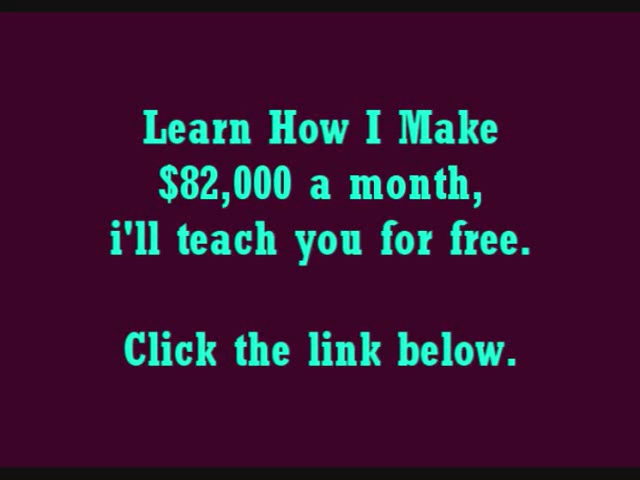 Learn How I Make
$82,000 a month,
i'll teach you for free.
Click the link below.